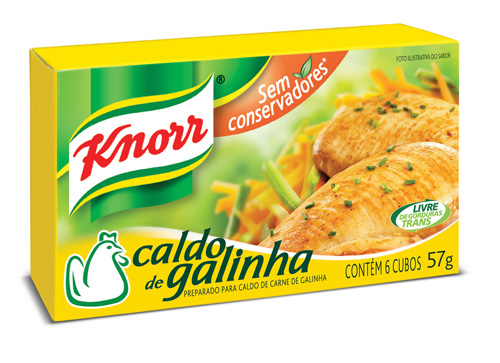 FOTO ILUSTRATIVA DO SABOR
Sem
conservadores*
Knorr®
LIVRE
DE GORDURAS
TRANS
caldo
de galinha
PREPARADO PARA CALDO DE CARNE DE GALINHA
CONTÉM 6 CUBOS 57g